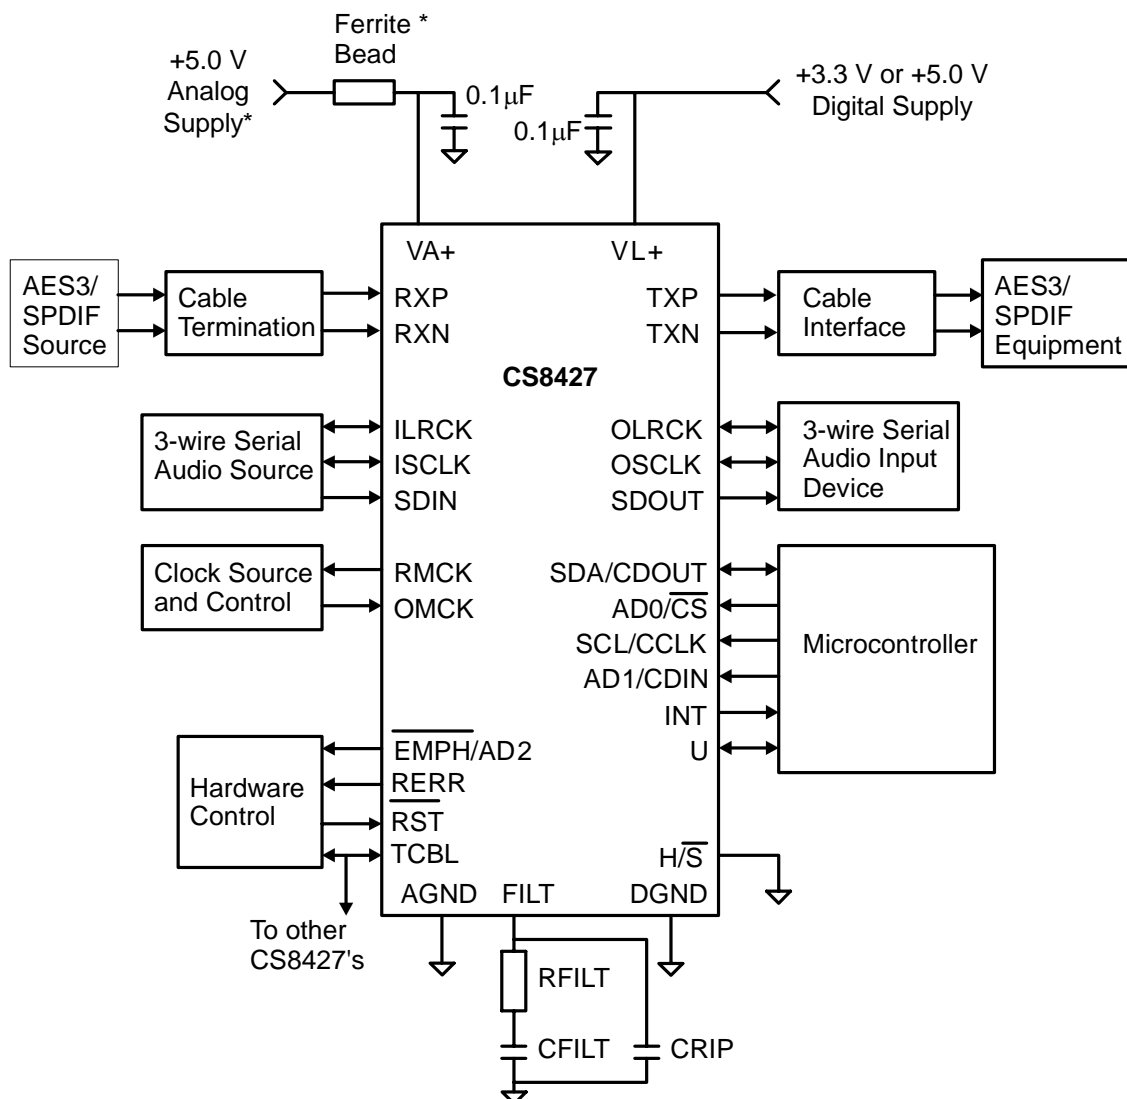 Ferrite *
Bead
+5.0 V
Analog
Supply*
0.1μF
0.1μF
+3.3 V or +5.0 V
Digital Supply
VA+
VL+
AES3/
SPDIF
Source
Cable
Termination
RXP
RXN
TXP
TXN
Cable
Interface
AES3/
SPDIF
Equipment
CS8427
3-wire Serial
Audio Source
ILRCK
ISCLK
SDIN
OLRCK
OSCLK
SDOUT
3-wire Serial
Audio Input
Device
Clock Source
and Control
RMCK
OMCK
SDA/CDOUT
AD0/C̅S̅
SCL/CCLK
AD1/CDIN
INT
U
Microcontroller
Hardware
Control
E̅M̅P̅H̅/AD2
RERR
R̅S̅T̅
TCBL
H/S̅
AGND
FILT
DGND
To other
CS8427's
RFILT
CFILT
CRIP